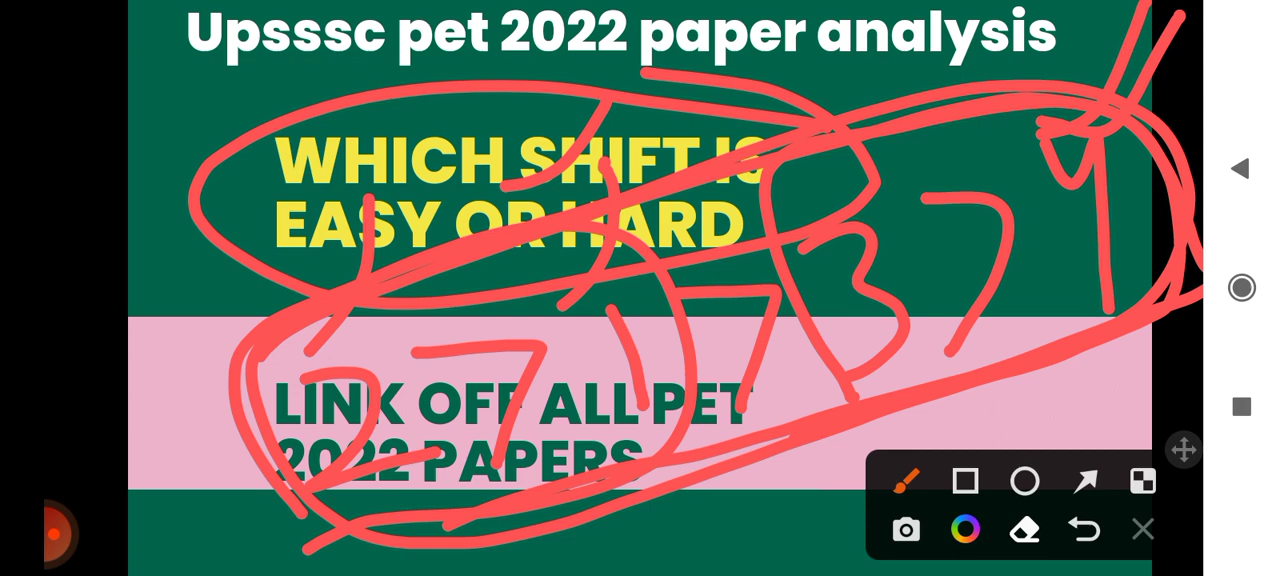 Upsssc pet 2022 paper analysis
WHICH SHIFT IS
EASY OR HARD
LINK OFF ALL PET
2022 PAPERS